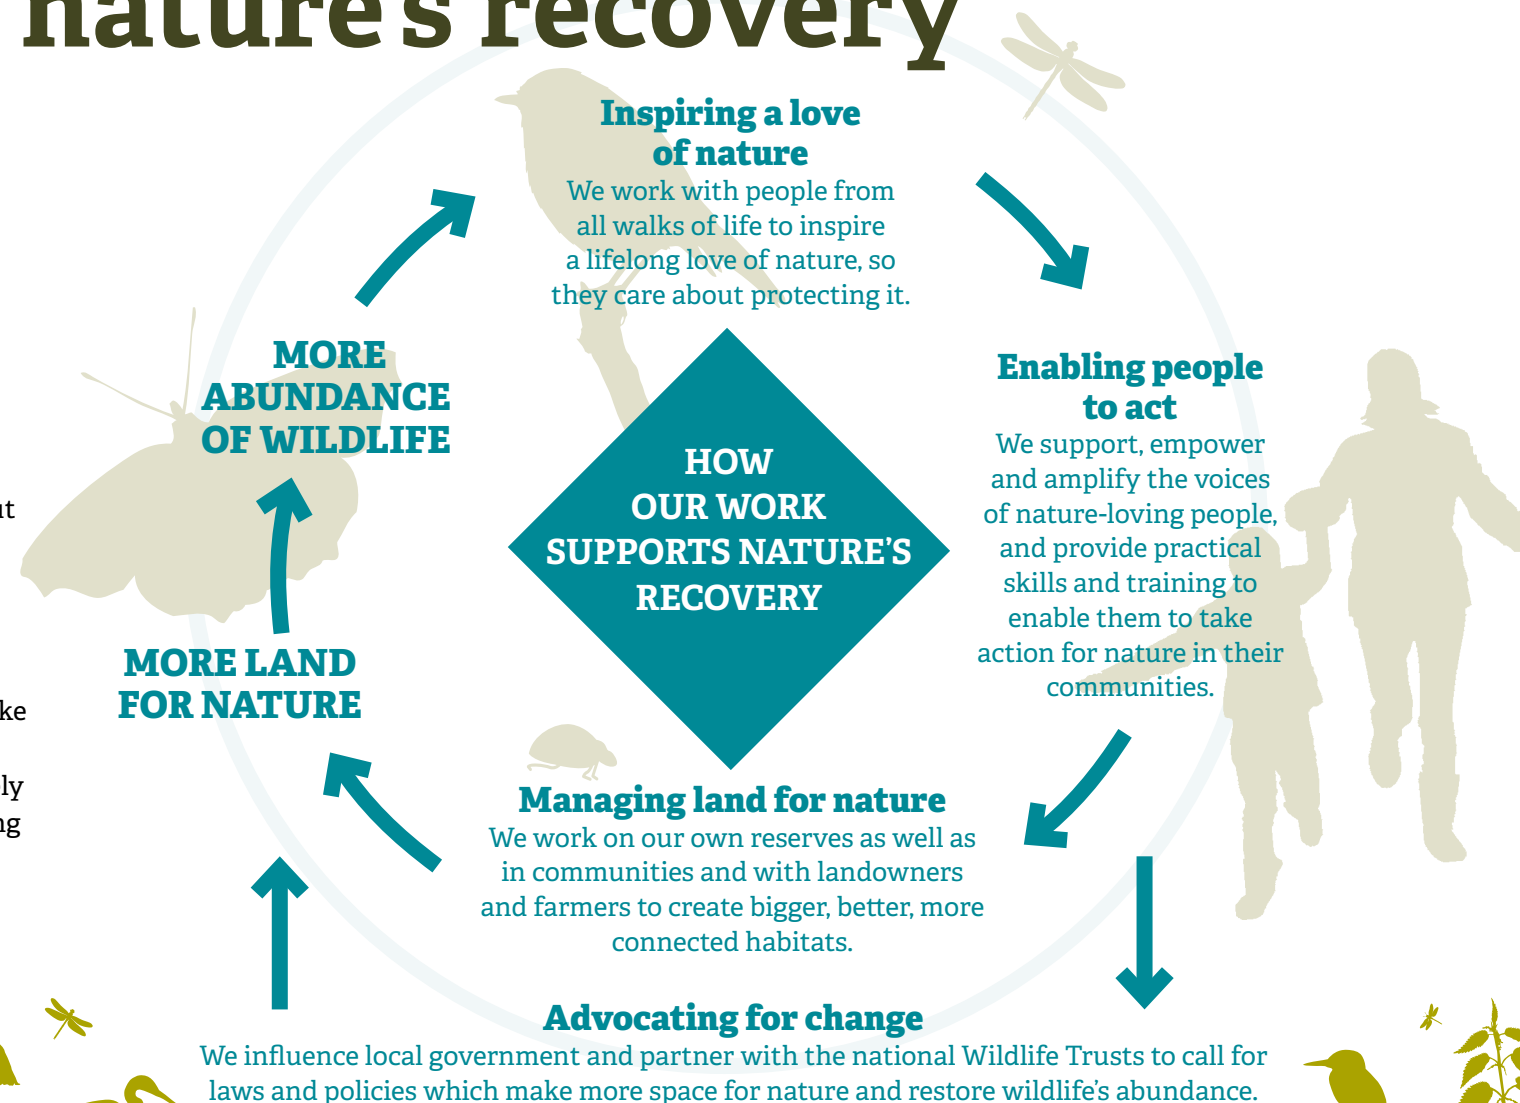 nature's recovery
Inspiring a love
of nature
We work with people from
all walks of life to inspire
a lifelong love of nature, so
they care about protecting it.
Enabling people
to act
We support, empower
and amplify the voices
of nature-loving people,
and provide practical
skills and training to
enable them to take
action for nature in their
communities.
HOW
OUR WORK
SUPPORTS NATURE'S
RECOVERY
Managing land for nature
We work on our own reserves as well as
in communities and with landowners
and farmers to create bigger, better, more
connected habitats.
Advocating for change
We influence local government and partner with the national Wildlife Trusts to call for
laws and policies which make more space for nature and restore wildlife's abundance.
MORE LAND
FOR NATURE
MORE
ABUNDANCE
OF WILDLIFE